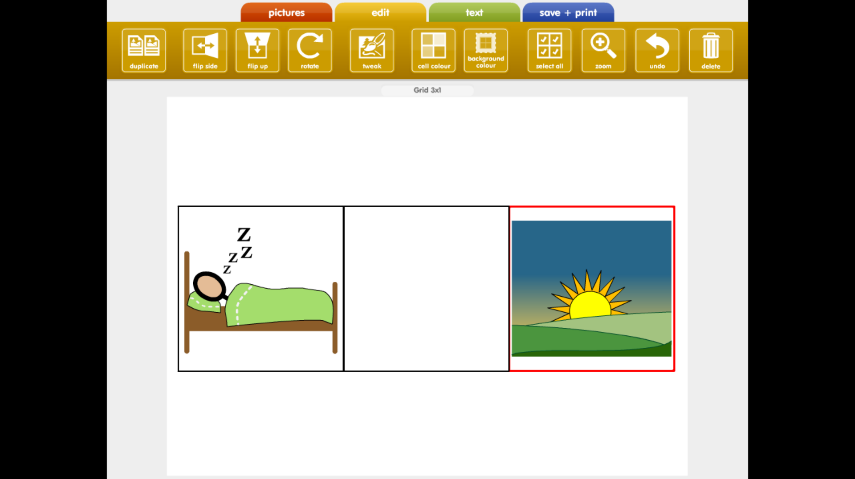 pictures edit text save + print
duplicate flip side flip up rotate tweak cell colour background colour select all zoom undo delete
Grid 3x1
Z
Z Z
Z